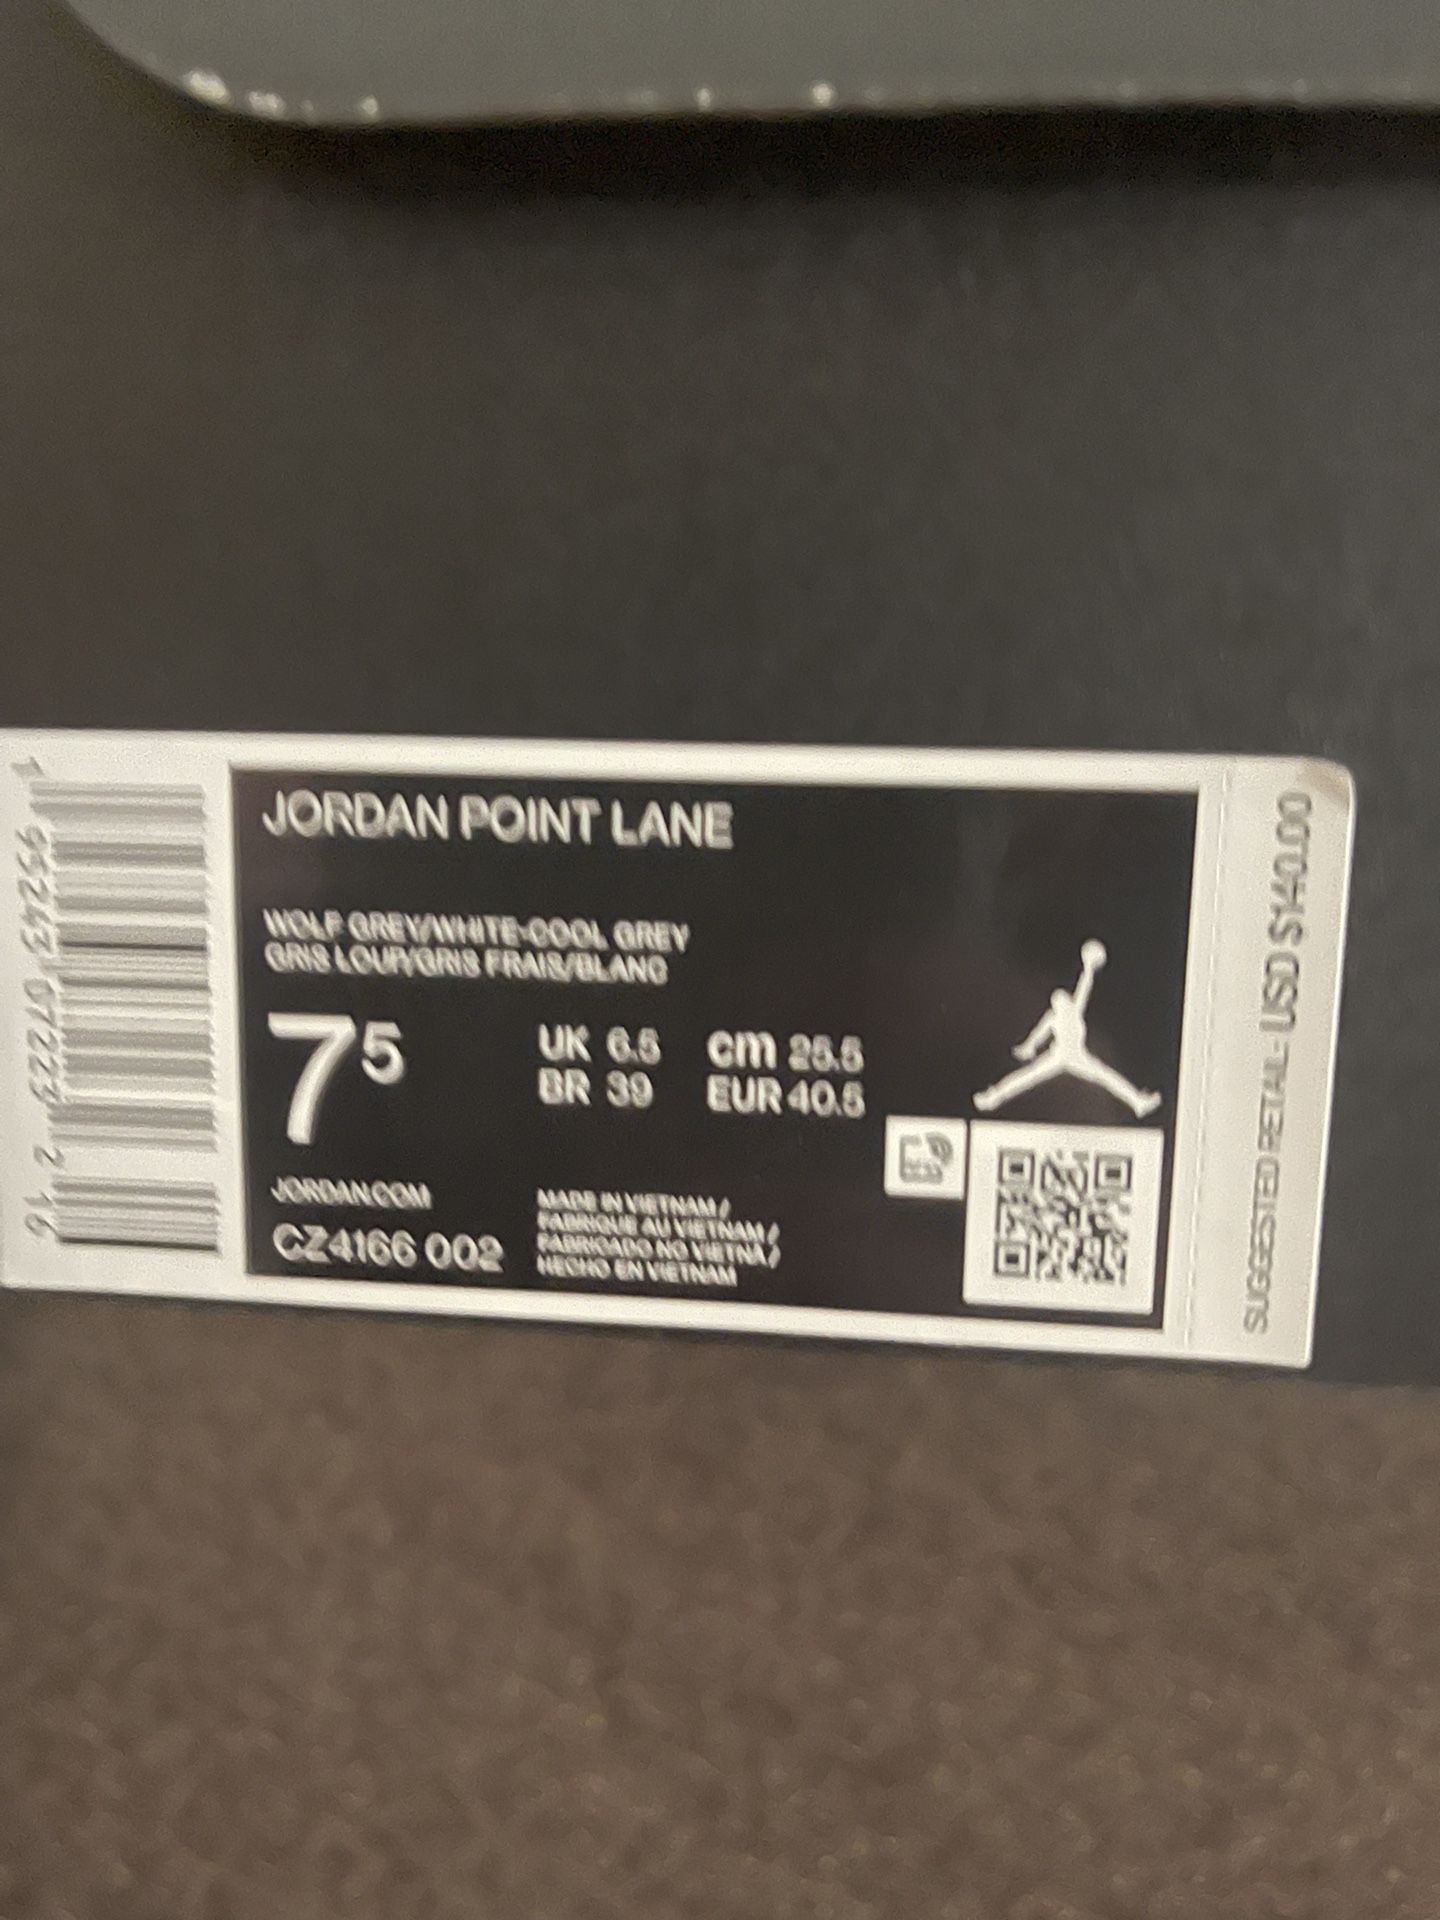 JORDAN POINT LANE
WOLF GREY/WHITE-COOL GREY
GRIS LOUP/GRIS FRAIS/BLANC
7 5
UK 6.5 cm 25.5
BR 39 EUR 40.5
JORDAN.COM
CZ4166 002
MADE IN VIETNAM /
FABRIQUE AU VIETNAM /
FABRICADO NO VIETNÃ /
HECHO EN VIETNAM
SUGGESTED RETAIL: USD $140.00